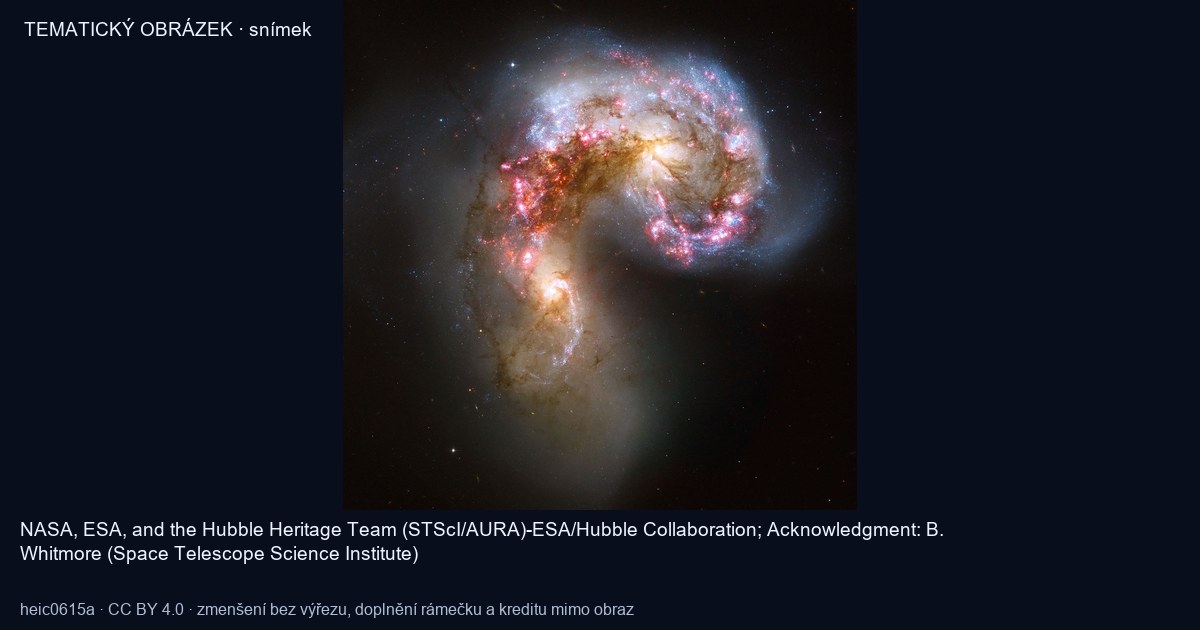 TEMATICKÝ OBRÁZEK · snímek
NASA, ESA, and the Hubble Heritage Team (STScI/AURA)-ESA/Hubble Collaboration; Acknowledgment: B.
Whitmore (Space Telescope Science Institute)
heic0615a · CC BY 4.0 · zmenšení bez výřezu, doplnění rámečku a kreditu mimo obraz